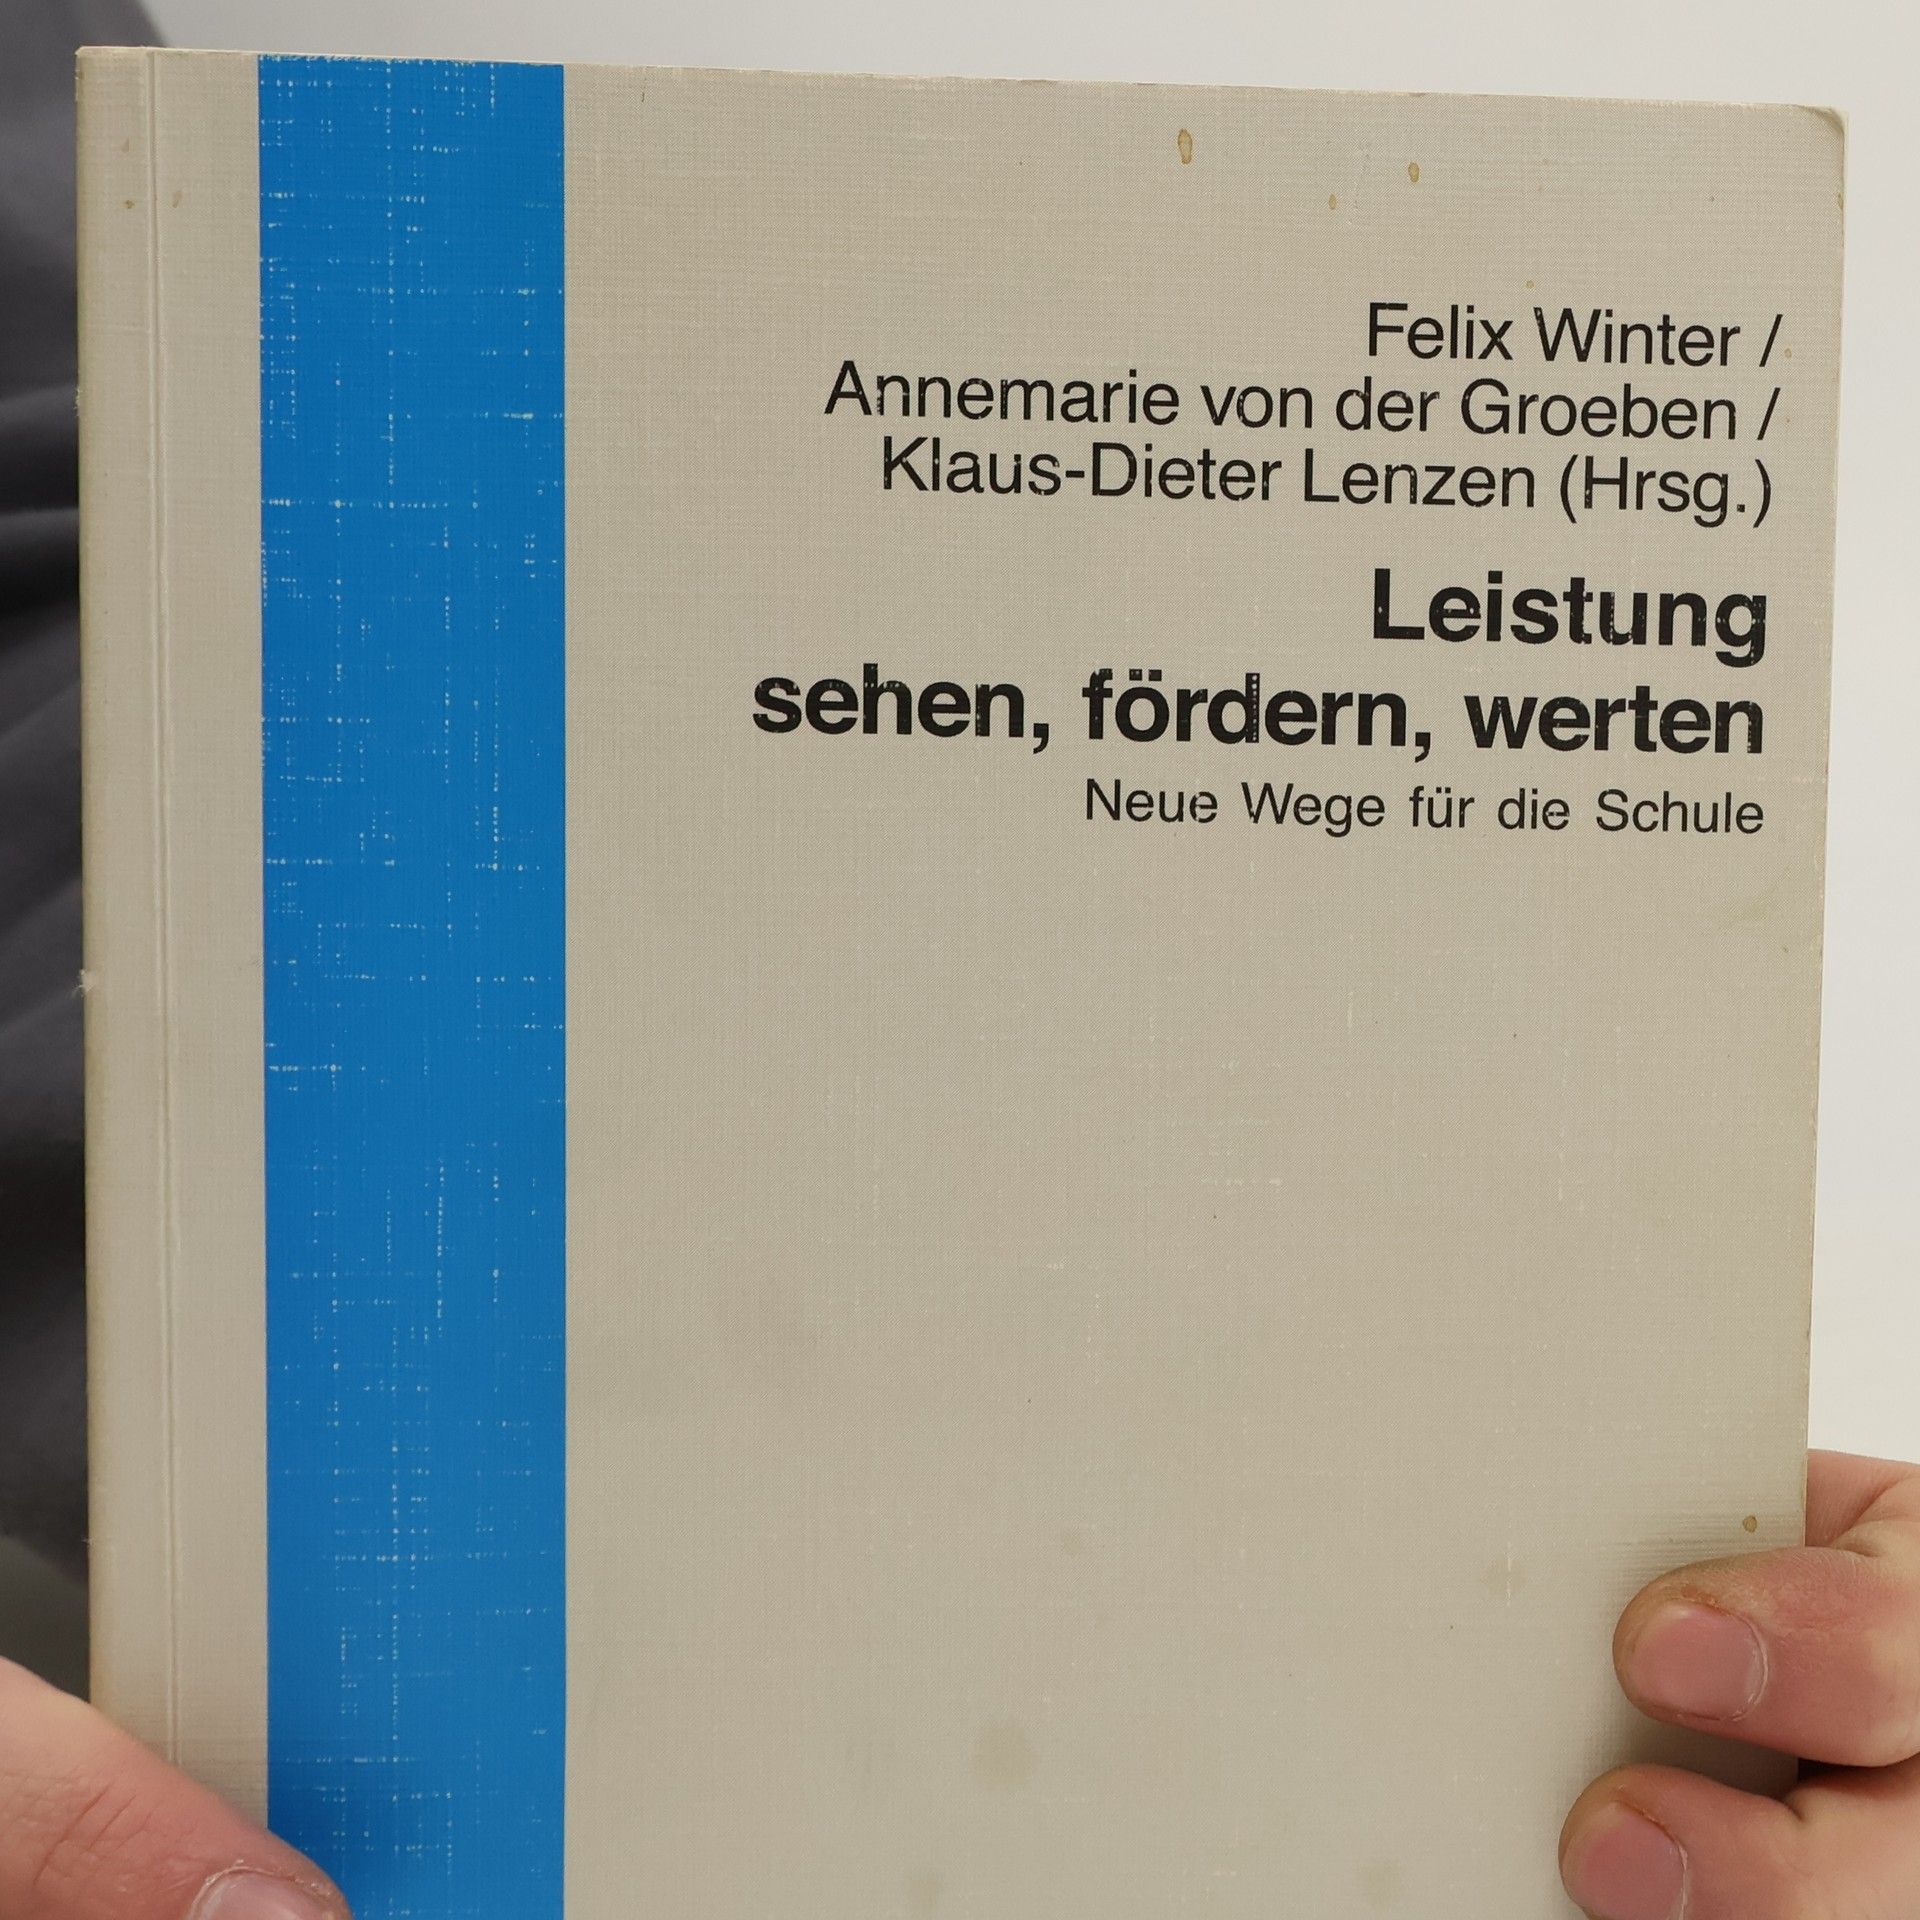 Felix Winter /
Annemarie von der Groeben /
Klaus-Dieter Lenzen (Hrsg.)
Leistung
sehen, fördern, werten
Neue Wege für die Schule